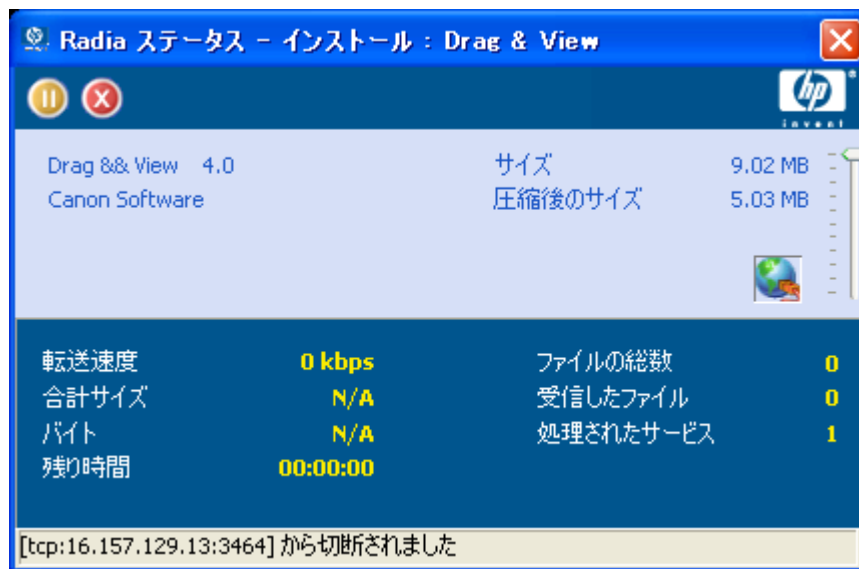 Radia ステータス - インストール : Drag & View
hp
invent
Drag && View 4.0
サイズ 9.02 MB
Canon Software
圧縮後のサイズ 5.03 MB
転送速度 0 kbps
ファイルの総数 0
合計サイズ N/A
受信したファイル 0
バイト N/A
処理されたサービス 1
残り時間 00:00:00
[tcp:16.157.129.13:3464] から切断されました